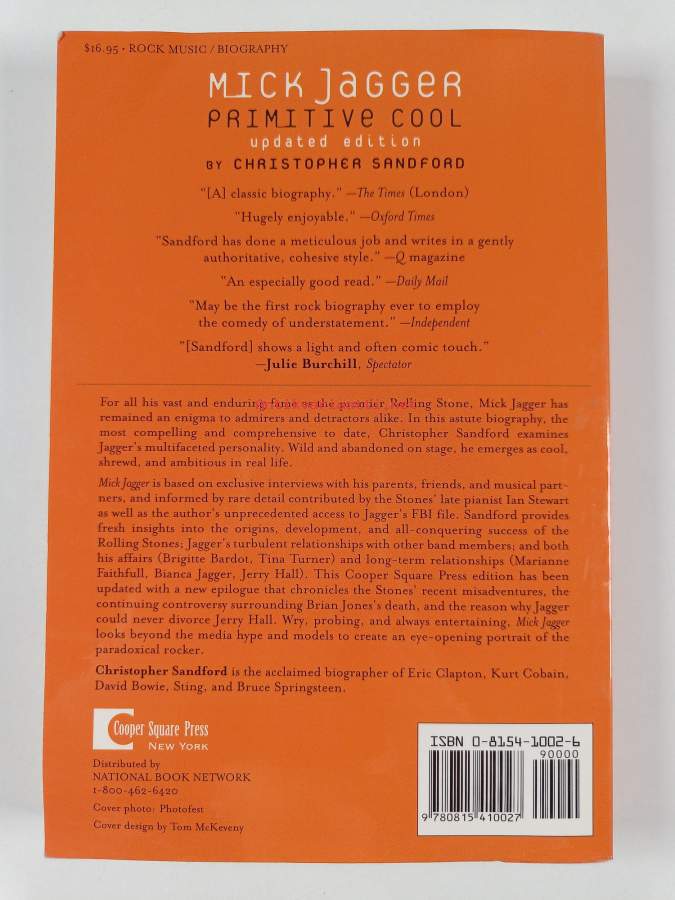 $16.95 • ROCK MUSIC / BIOGRAPHY
MICK JAGGER
PRIMITIVE COOL
updated edition
BY CHRISTOPHER SANDFORD
"[A] classic biography." —The Times (London)
"Hugely enjoyable." —Oxford Times
"Sandford has done a meticulous job and writes in a gently
authoritative, cohesive style." —Q magazine
"An especially good read." —Daily Mail
"May be the first rock biography ever to employ
the comedy of understatement." —Independent
"[Sandford] shows a light and often comic touch."
—Julie Burchill, Spectator
For all his vast and enduring fame as the premier Rolling Stone, Mick Jagger has
remained an enigma to admirers and detractors alike. In this astute biography, the
most compelling and comprehensive to date, Christopher Sandford examines
Jagger's multifaceted personality. Wild and abandoned on stage, he emerges as cool,
shrewd, and ambitious in real life.
Mick Jagger is based on exclusive interviews with his parents, friends, and musical part-
ners, and informed by rare detail contributed by the Stones' late pianist Ian Stewart
as well as the author's unprecedented access to Jagger's FBI file. Sandford provides
fresh insights into the origins, development, and all-conquering success of the
Rolling Stones; Jagger's turbulent relationships with other band members; and both
his affairs (Brigitte Bardot, Tina Turner) and long-term relationships (Marianne
Faithfull, Bianca Jagger, Jerry Hall). This Cooper Square Press edition has been
updated with a new epilogue that chronicles the Stones' recent misadventures, the
continuing controversy surrounding Brian Jones's death, and the reason why Jagger
could never divorce Jerry Hall. Wry, probing, and always entertaining, Mick Jagger
looks beyond the media hype and models to create an eye-opening portrait of the
paradoxical rocker.
Christopher Sandford is the acclaimed biographer of Eric Clapton, Kurt Cobain,
David Bowie, Sting, and Bruce Springsteen.
Cooper Square Press
NEW YORK
Distributed by
NATIONAL BOOK NETWORK
1-800-462-6420
Cover photo: Photofest
Cover design by Tom McKeveny
ISBN 0-8154-1002-6
90000
9 780815 410027